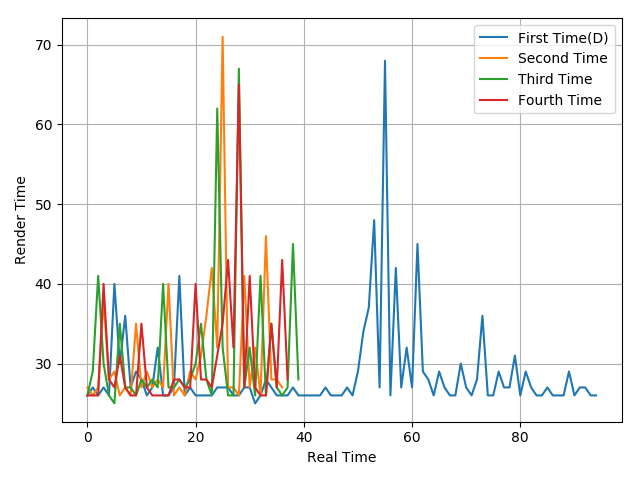 First Time(D)
Second Time
Third Time
Fourth Time
70
60
50
40
30
Render Time
0 20 40 60 80
Real Time